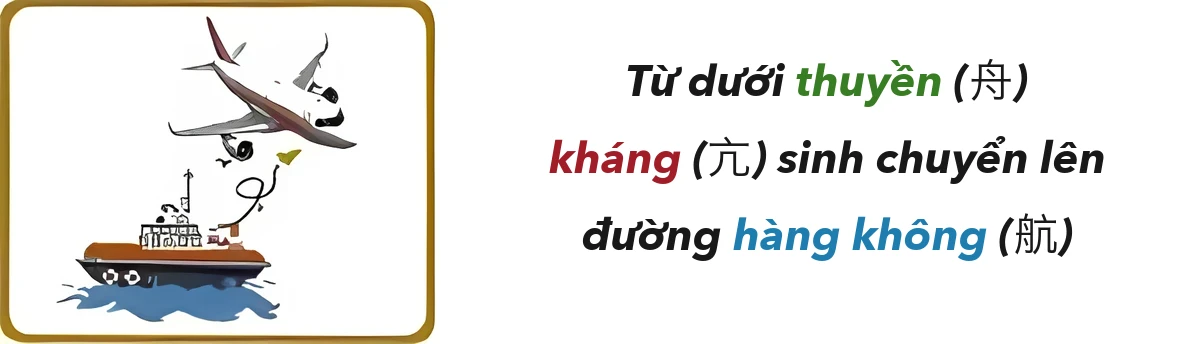 Từ dưới thuyền (舟)
kháng (亢) sinh chuyển lên
đường hàng không (航)